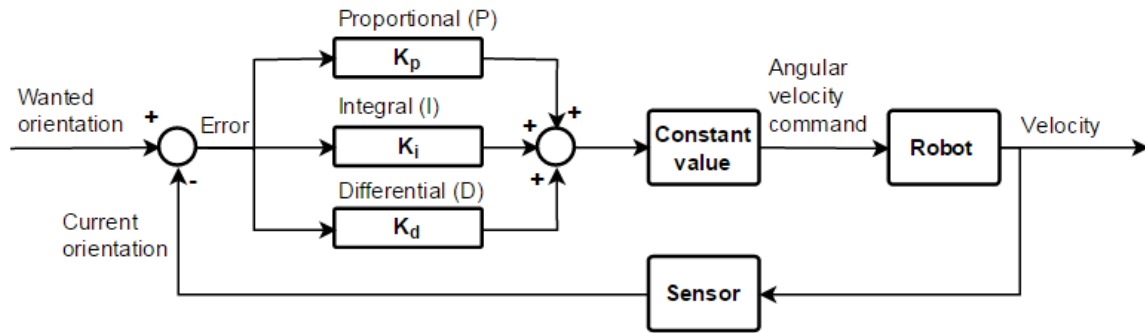 Proportional (P)
Kp
Wanted
orientation
+
Error
Integral (I)
Ki
+
+
+
Constant
value
Angular
velocity
command
Robot
Velocity
-
Differential (D)
Kd
Current
orientation
Sensor